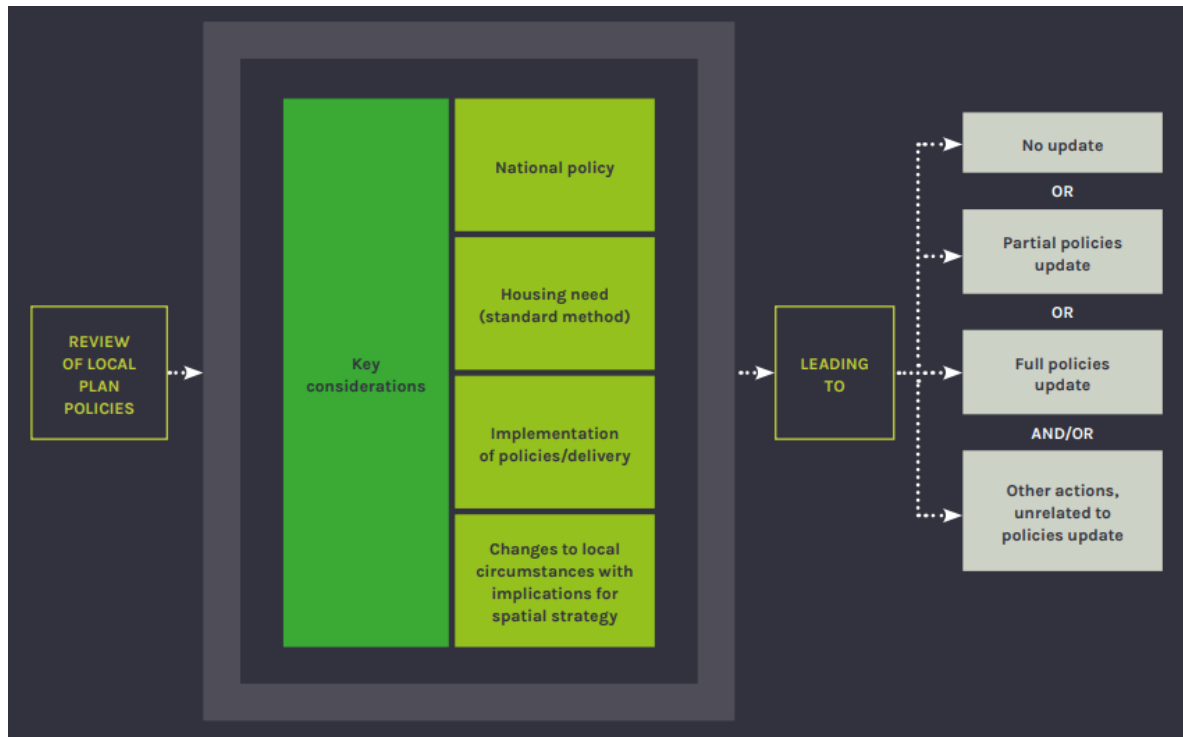 REVIEW
OF LOCAL
PLAN
POLICIES
Key
considerations
National policy
Housing need
(standard method)
Implementation
of policies/delivery
Changes to local
circumstances with
implications for
spatial strategy
LEADING
TO
No update
OR
Partial policies
update
OR
Full policies
update
AND/OR
Other actions,
unrelated to
policies update